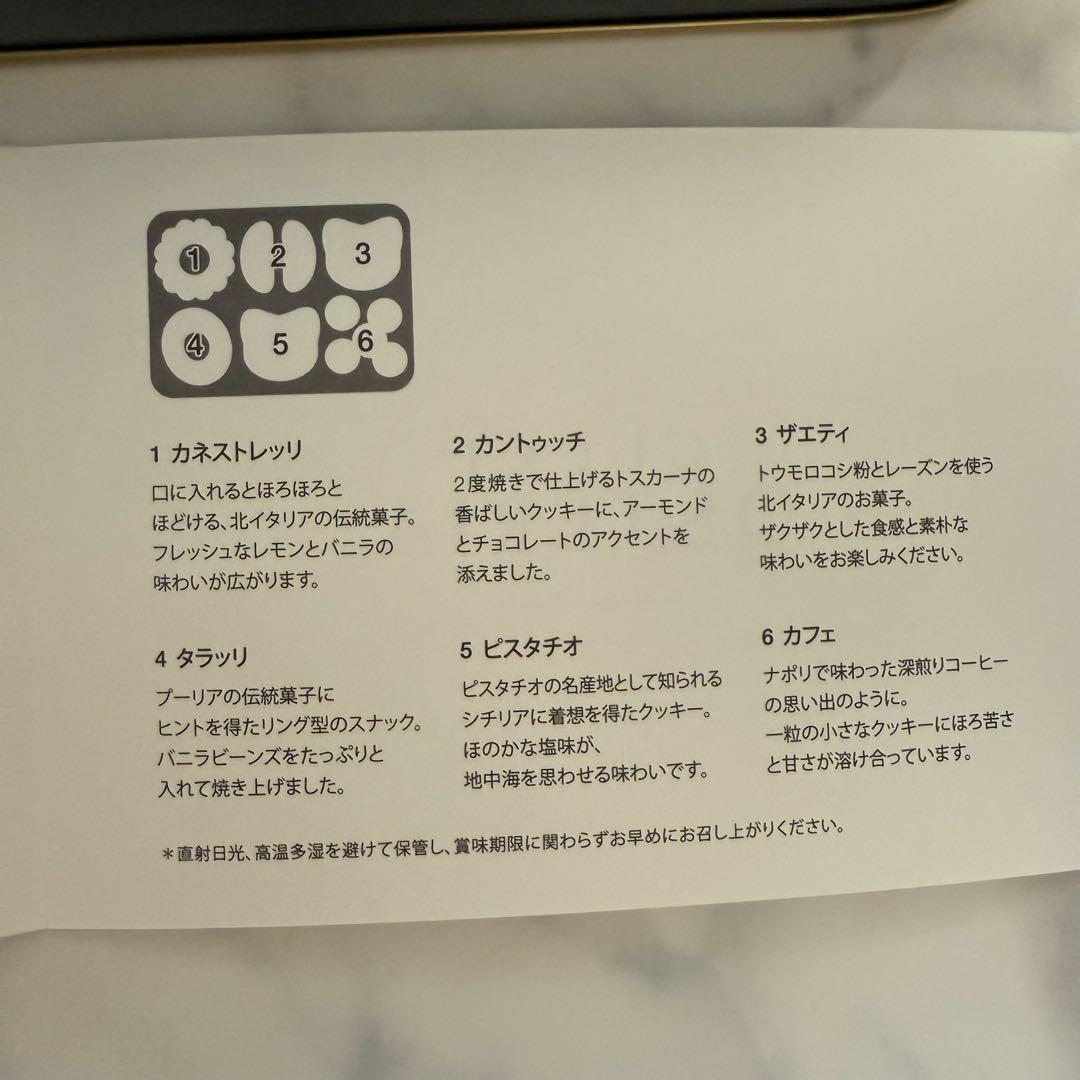 1 2 3
4 5 6
1 カネストレッリ
口に入れるとほろほろと
ほどける、北イタリアの伝統菓子。
フレッシュなレモンとバニラの
味わいが広がります。
2 カントゥッチ
2度焼きで仕上げるトスカーナの
香ばしいクッキーに、アーモンド
とチョコレートのアクセントを
添えました。
3 ザエティ
トウモロコシ粉とレーズンを使う
北イタリアのお菓子。
ザクザクとした食感と素朴な
味わいをお楽しみください。
4 タラッリ
プーリアの伝統菓子に
ヒントを得たリング型のスナック。
バニラビーンズをたっぷりと
入れて焼き上げました。
5 ピスタチオ
ピスタチオの名産地として知られる
シチリアに着想を得たクッキー。
ほのかな塩味が、
地中海を思わせる味わいです。
6 カフェ
ナポリで味わった深煎りコーヒー
の思い出のように。
一粒の小さなクッキーにほろ苦さ
と甘さが溶け合っています。
＊直射日光、高温多湿を避けて保管し、賞味期限に関わらずお早めにお召し上がりください。